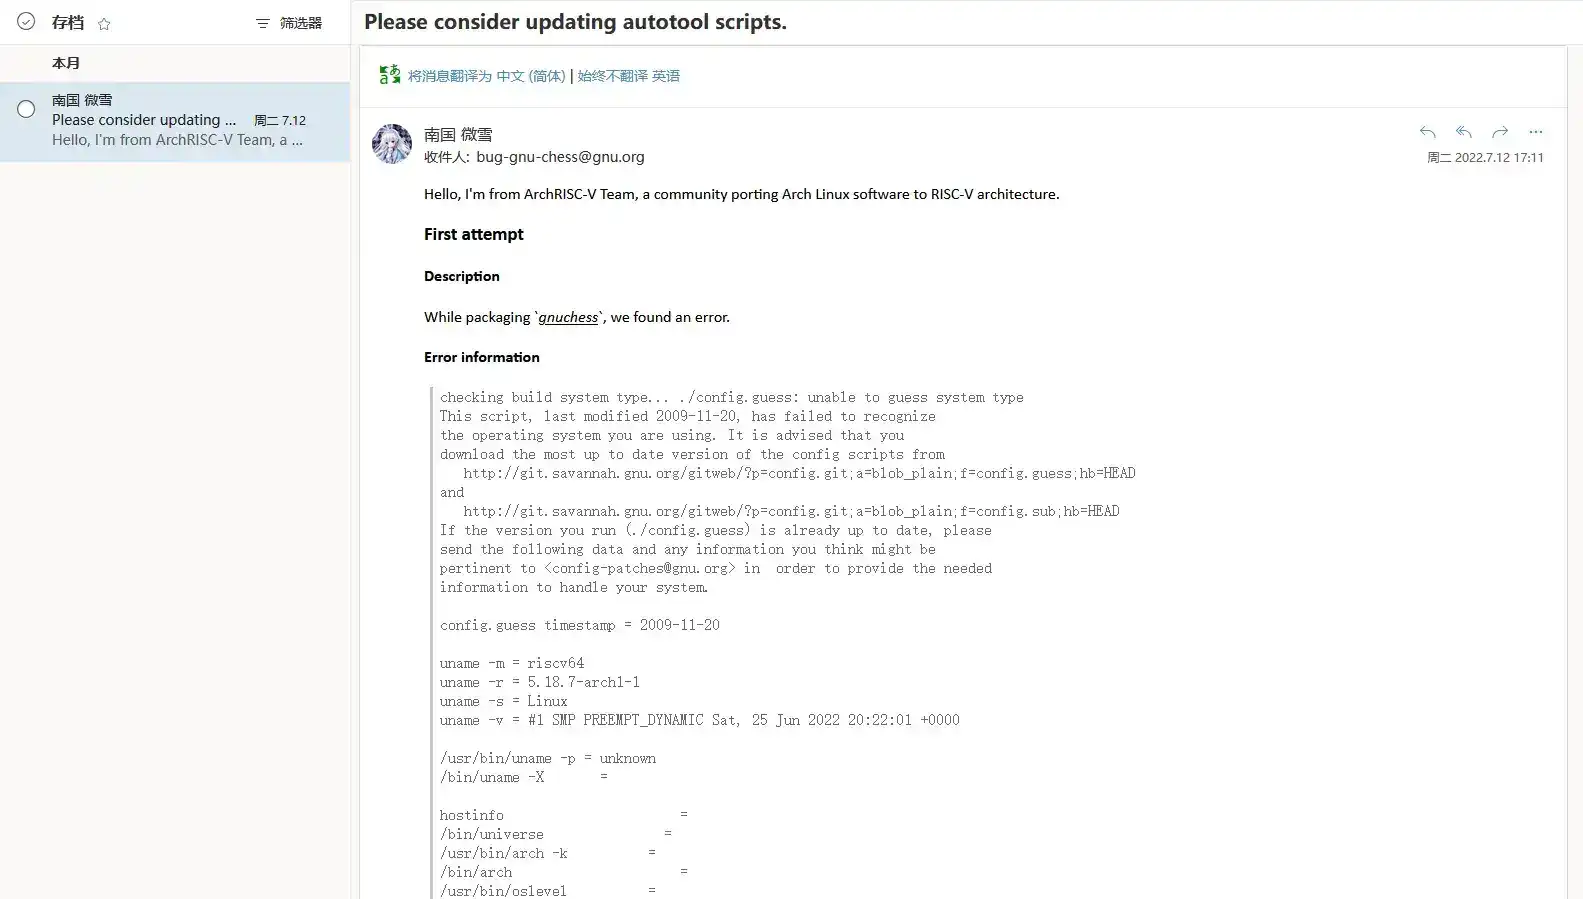 存档
筛选器
本月
南国 微雪
Please consider updating ... 周二 7.12
Hello, I'm from ArchRISC-V Team, a ...
Please consider updating autotool scripts.
将消息翻译为 中文 (简体) | 始终不翻译 英语
南国 微雪
收件人: bug-gnu-chess@gnu.org
周二 2022.7.12 17:11
Hello, I'm from ArchRISC-V Team, a community porting Arch Linux software to RISC-V architecture.
First attempt
Description
While packaging `gnuchess`, we found an error.
Error information
checking build system type... ./config.guess: unable to guess system type
This script, last modified 2009-11-20, has failed to recognize
the operating system you are using. It is advised that you
download the most up to date version of the config scripts from
http://git.savannah.gnu.org/gitweb/?p=config.git;a=blob_plain;f=config.guess;hb=HEAD
and
http://git.savannah.gnu.org/gitweb/?p=config.git;a=blob_plain;f=config.sub;hb=HEAD
If the version you run (./config.guess) is already up to date, please
send the following data and any information you think might be
pertinent to <config-patches@gnu.org> in  order to provide the needed
information to handle your system.
config.guess timestamp = 2009-11-20
uname -m = riscv64
uname -r = 5.18.7-arch1-1
uname -s = Linux
uname -v = #1 SMP PREEMPT_DYNAMIC Sat, 25 Jun 2022 20:22:01 +0000
/usr/bin/uname -p = unknown
/bin/uname -X =
hostinfo =
/bin/universe =
/usr/bin/arch -k =
/bin/arch =
/usr/bin/oslevel =